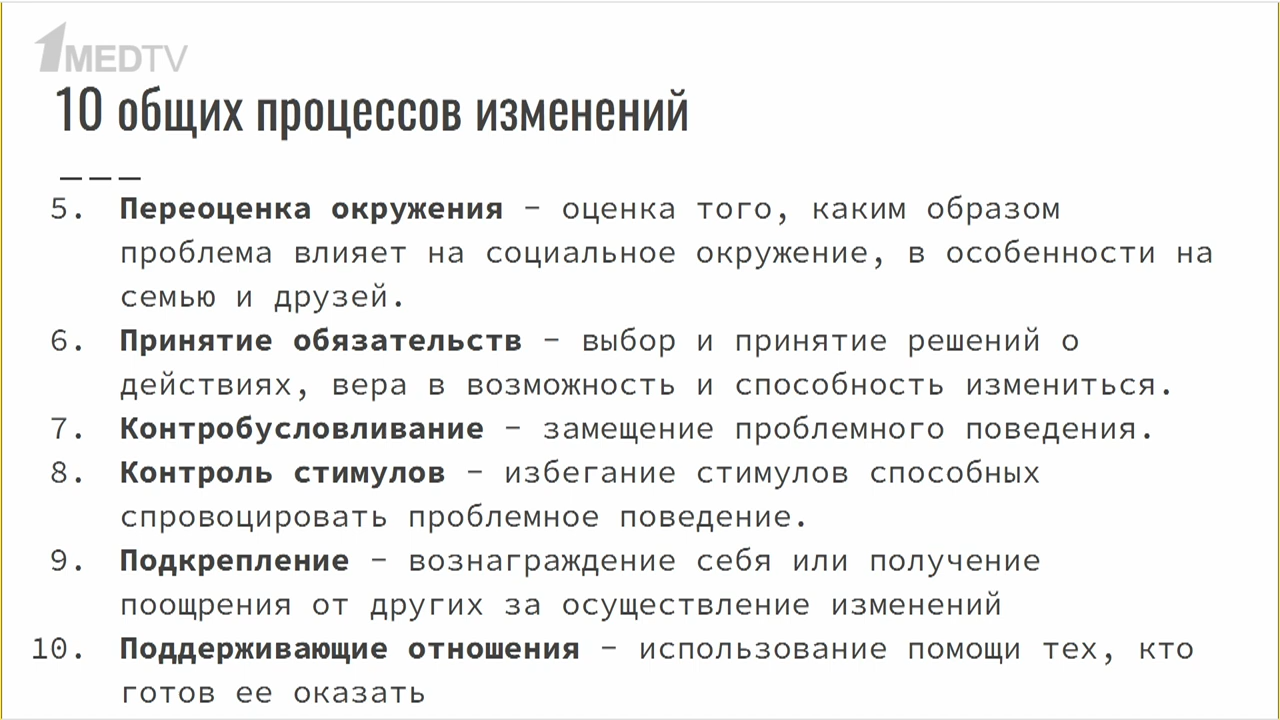 1MEDTV
10 общих процессов изменений
5. Переоценка окружения – оценка того, каким образом
проблема влияет на социальное окружение, в особенности на
семью и друзей.
6. Принятие обязательств – выбор и принятие решений о
действиях, вера в возможность и способность измениться.
7. Контробусловливание – замещение проблемного поведения.
8. Контроль стимулов – избегание стимулов способных
спровоцировать проблемное поведение.
9. Подкрепление – вознаграждение себя или получение
поощрения от других за осуществление изменений
10. Поддерживающие отношения – использование помощи тех, кто
готов ее оказать